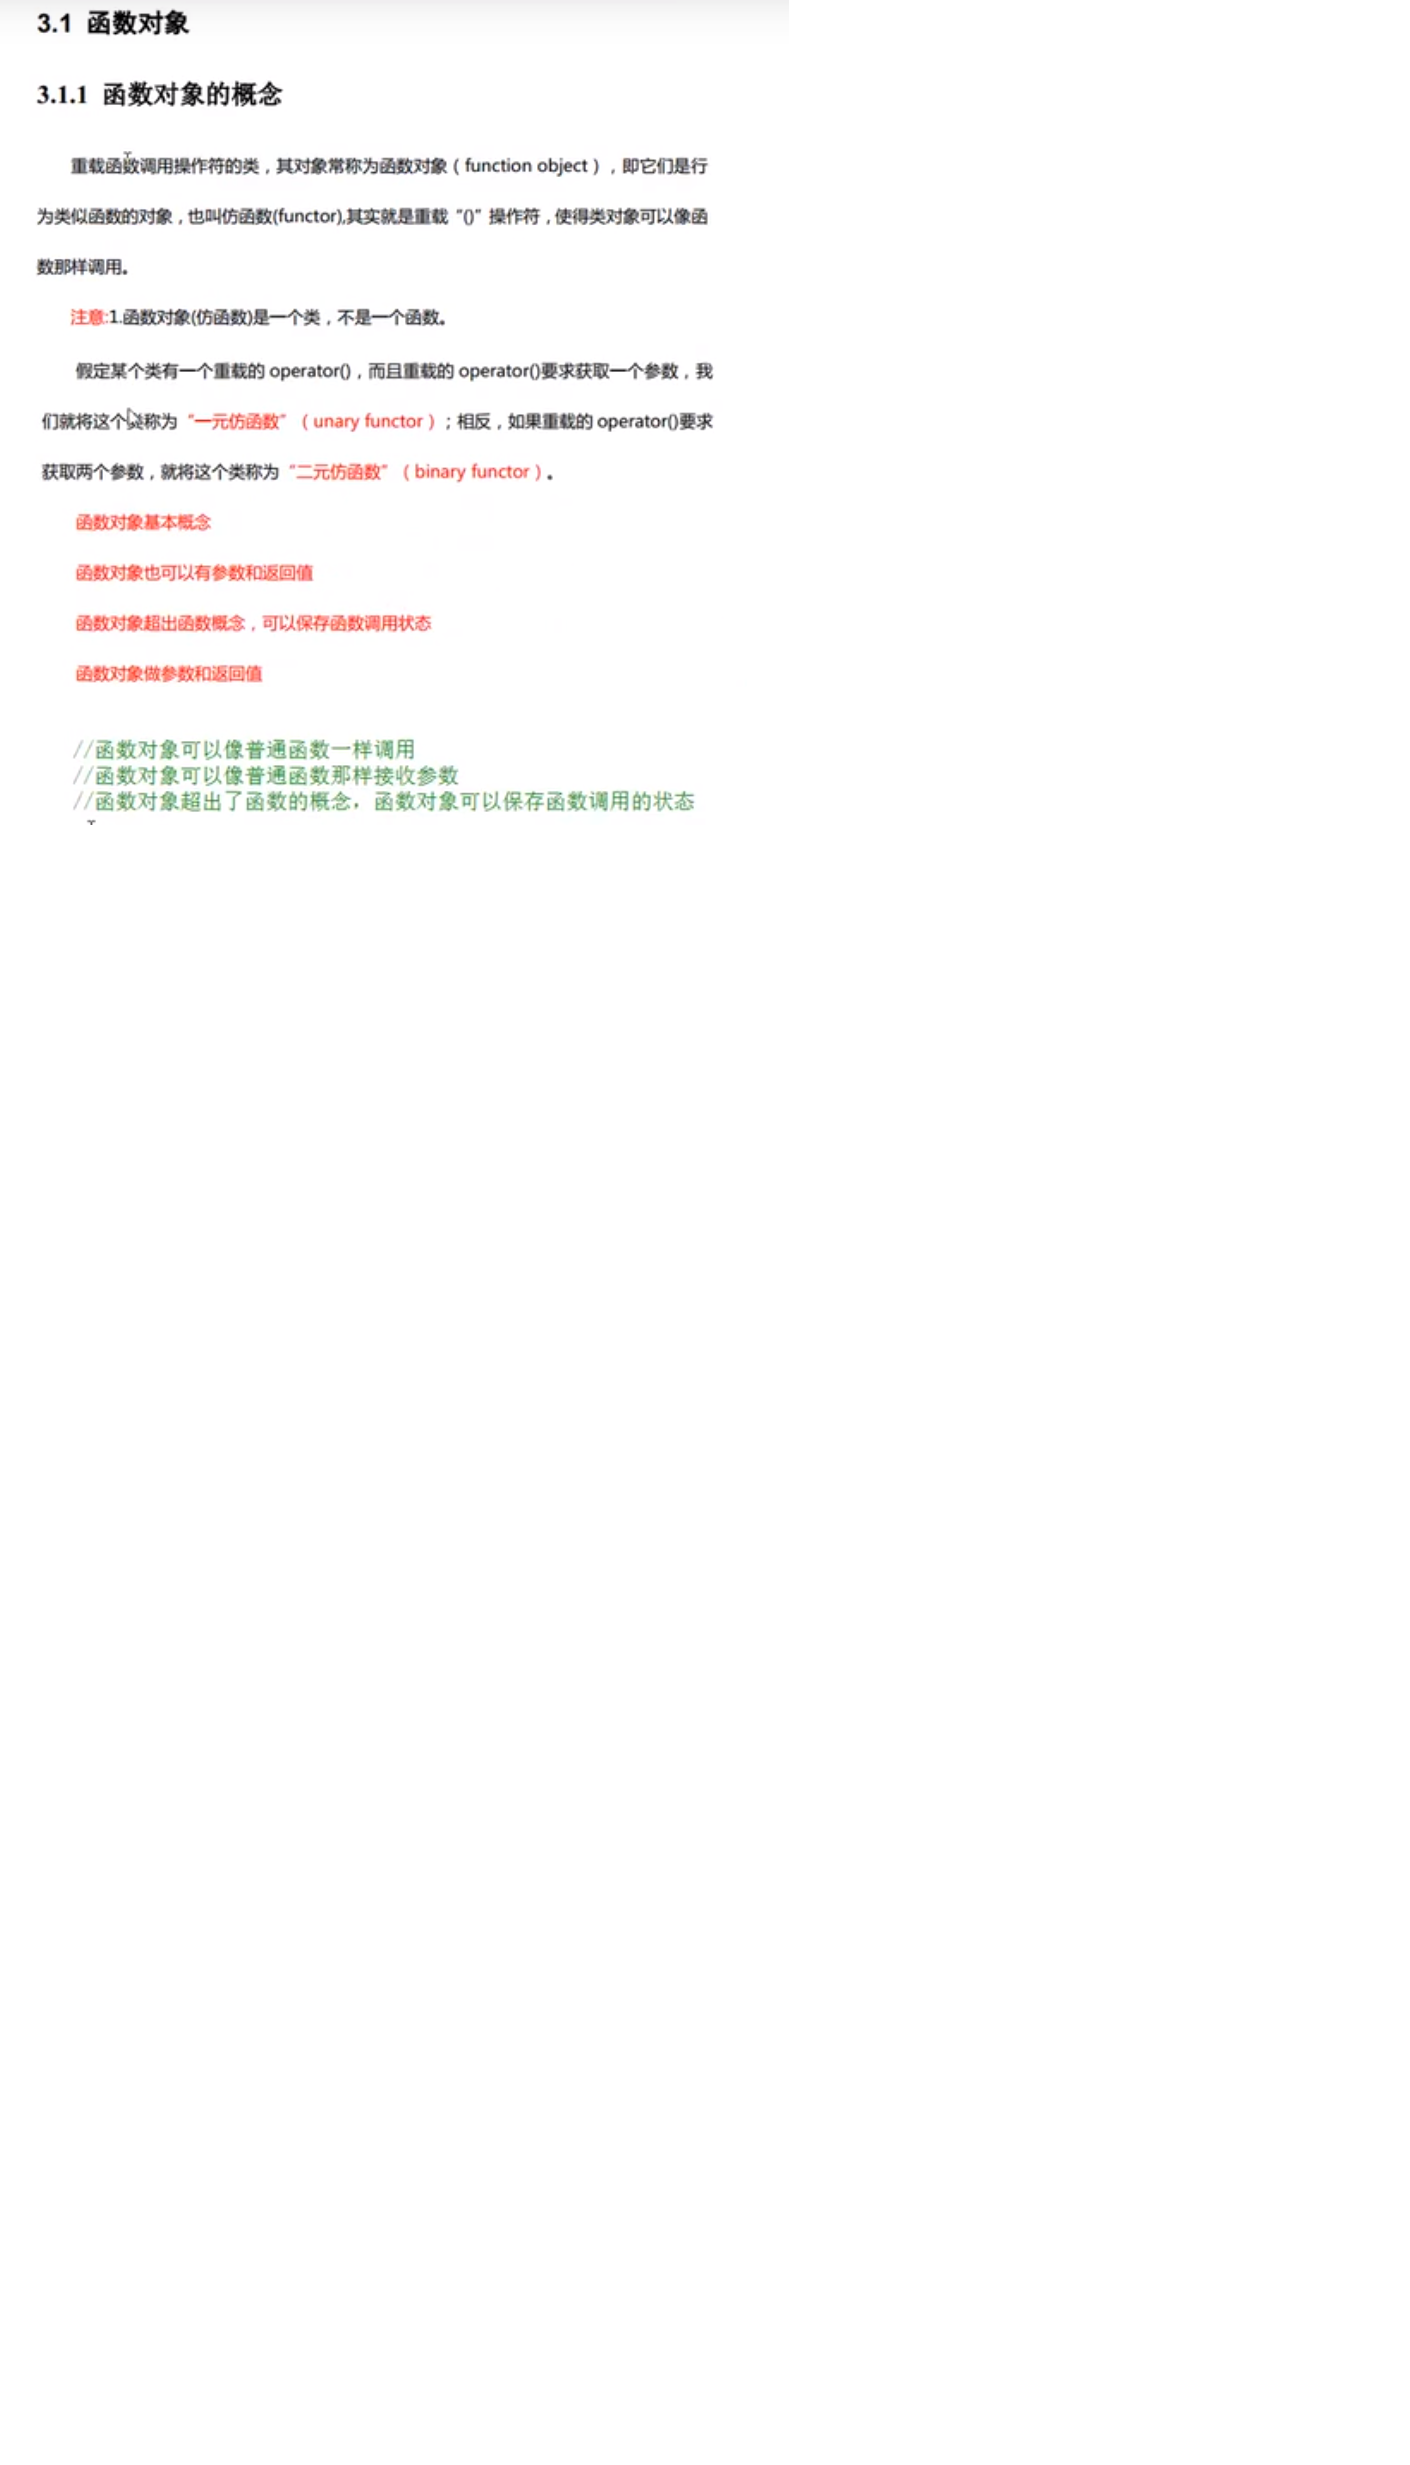 3.1 函数对象
3.1.1 函数对象的概念
重载函数调用操作符的类，其对象常称为函数对象（function object），即它们是行
为类似函数的对象，也叫仿函数(functor),其实就是重载“()”操作符，使得类对象可以像函
数那样调用。
注意:1.函数对象(仿函数)是一个类，不是一个函数。
假定某个类有一个重载的 operator()，而且重载的 operator()要求获取一个参数，我
们就将这个类称为“一元仿函数”（unary functor）；相反，如果重载的 operator()要求
获取两个参数，就将这个类称为“二元仿函数”（binary functor）。
函数对象基本概念
函数对象也可以有参数和返回值
函数对象超出函数概念，可以保存函数调用状态
函数对象做参数和返回值
//函数对象可以像普通函数一样调用
//函数对象可以像普通函数那样接收参数
//函数对象超出了函数的概念，函数对象可以保存函数调用的状态